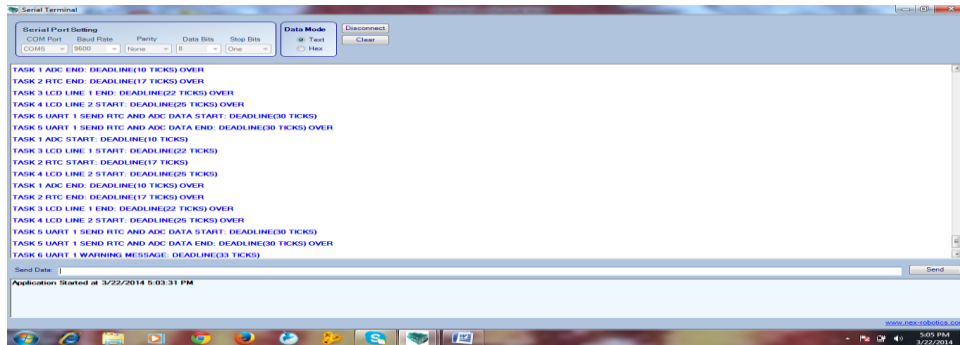 Serial Terminal
Serial Port Setting
COM Port Baud Rate Parity Data Bits Stop Bits
COM5 9600 None 8 One
Data Mode
Text
Hex
Disconnect
Clear
TASK 1 ADC END: DEADLINE(10 TICKS) OVER
TASK 2 RTC END: DEADLINE(17 TICKS) OVER
TASK 3 LCD LINE 1 END: DEADLINE(22 TICKS) OVER
TASK 4 LCD LINE 2 START: DEADLINE(25 TICKS) OVER
TASK 5 UART 1 SEND RTC AND ADC DATA START: DEADLINE(30 TICKS)
TASK 5 UART 1 SEND RTC AND ADC DATA END: DEADLINE(30 TICKS) OVER
TASK 1 ADC START: DEADLINE(10 TICKS)
TASK 3 LCD LINE 1 START: DEADLINE(22 TICKS)
TASK 2 RTC START: DEADLINE(17 TICKS)
TASK 4 LCD LINE 2 START: DEADLINE(25 TICKS)
TASK 1 ADC END: DEADLINE(10 TICKS) OVER
TASK 2 RTC END: DEADLINE(17 TICKS) OVER
TASK 3 LCD LINE 1 END: DEADLINE(22 TICKS) OVER
TASK 4 LCD LINE 2 START: DEADLINE(25 TICKS) OVER
TASK 5 UART 1 SEND RTC AND ADC DATA START: DEADLINE(30 TICKS)
TASK 5 UART 1 SEND RTC AND ADC DATA END: DEADLINE(30 TICKS) OVER
TASK 6 UART 1 WARNING MESSAGE: DEADLINE(33 TICKS)
Send Data:
Send
Application Started at 3/22/2014 5:03:31 PM
www.nex-robotics.co
5:05 PM
3/22/2014